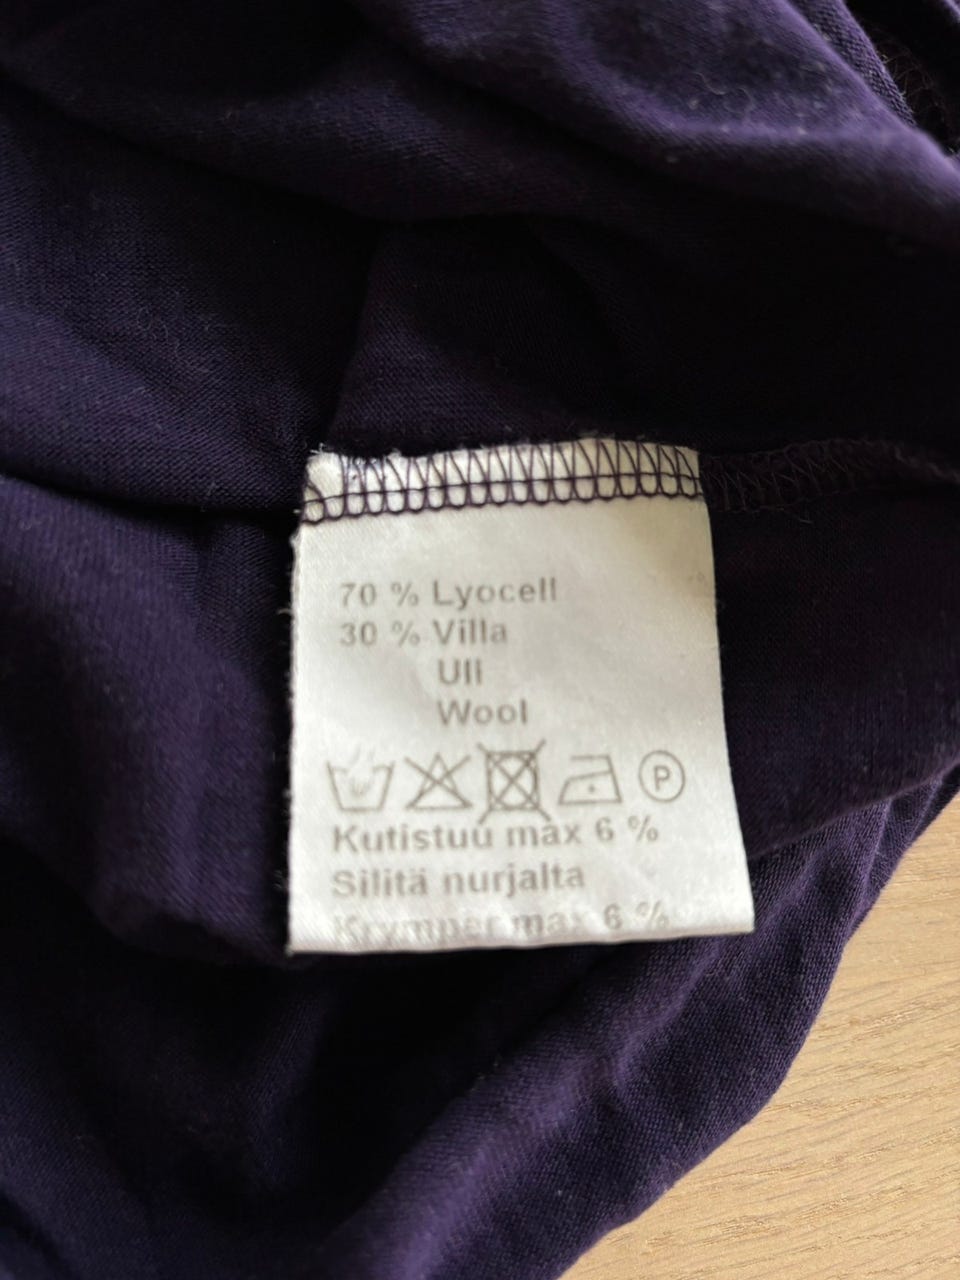 70 % Lyocell
30 % Villa
Ull
Wool
P
Kutistuu max 6 %
Silitä nurjalta
Krymper max 6 %